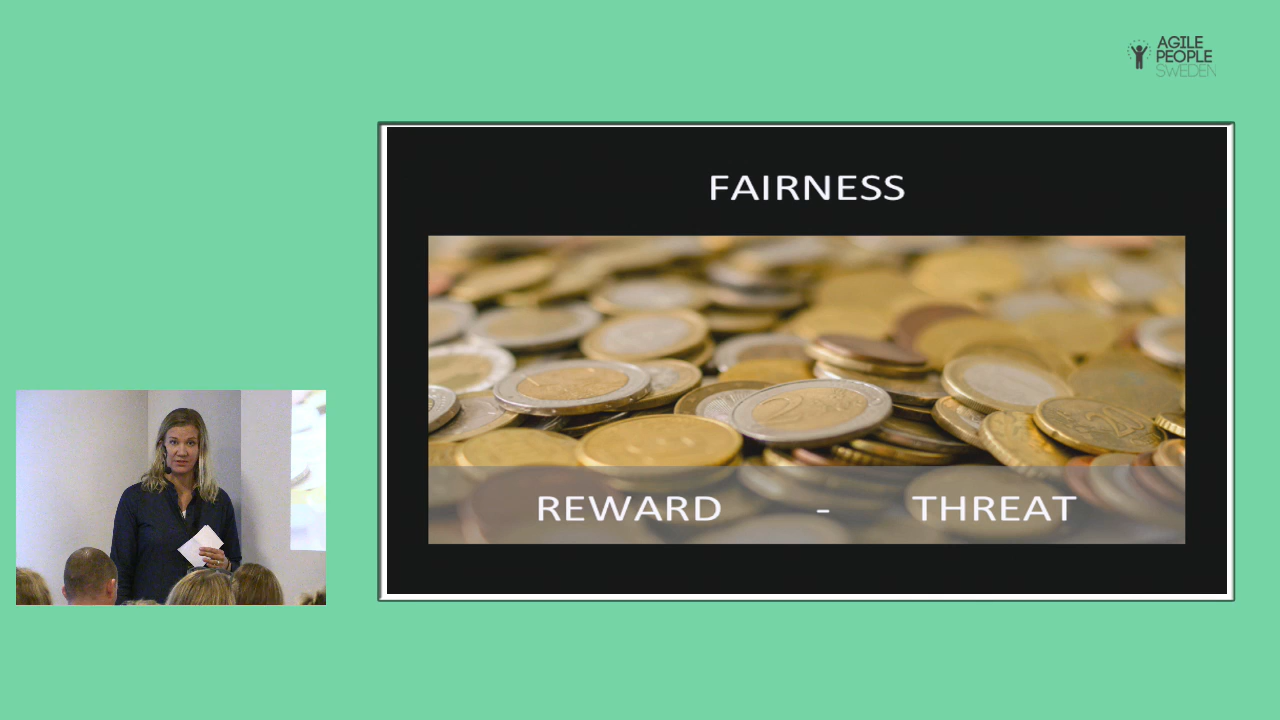 AGILE
PEOPLE
SWEDEN
FAIRNESS
REWARD - THREAT